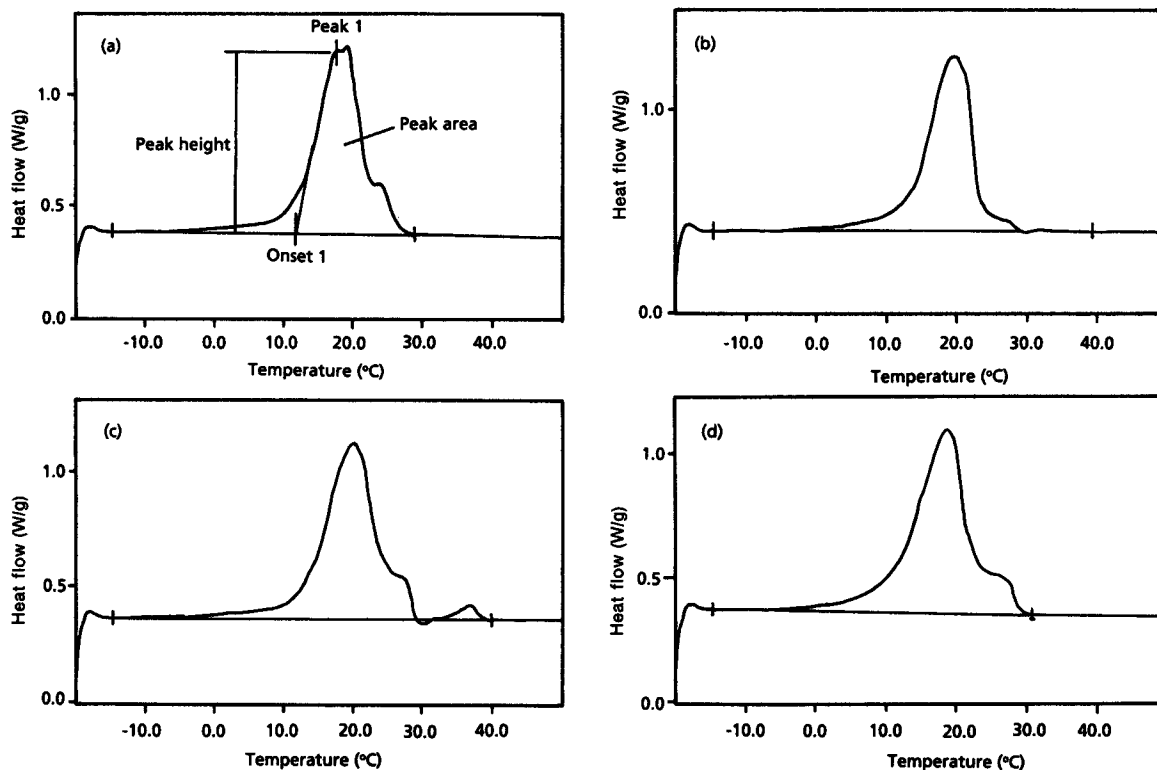 (a)
Peak 1
Peak height
Peak area
Onset 1
Heat flow (W/g)
1.0
0.5
0.0
-10.0 0.0 10.0 20.0 30.0 40.0
Temperature (°C)
(b)
Heat flow (W/g)
1.0
0.0
-10.0 0.0 10.0 20.0 30.0 40.0
Temperature (°C)
(c)
Heat flow (W/g)
1.0
0.5
0.0
-10.0 0.0 10.0 20.0 30.0 40.0
Temperature (°C)
(d)
Heat flow (W/g)
1.0
0.5
0.0
-10.0 0.0 10.0 20.0 30.0 40.0
Temperature (°C)